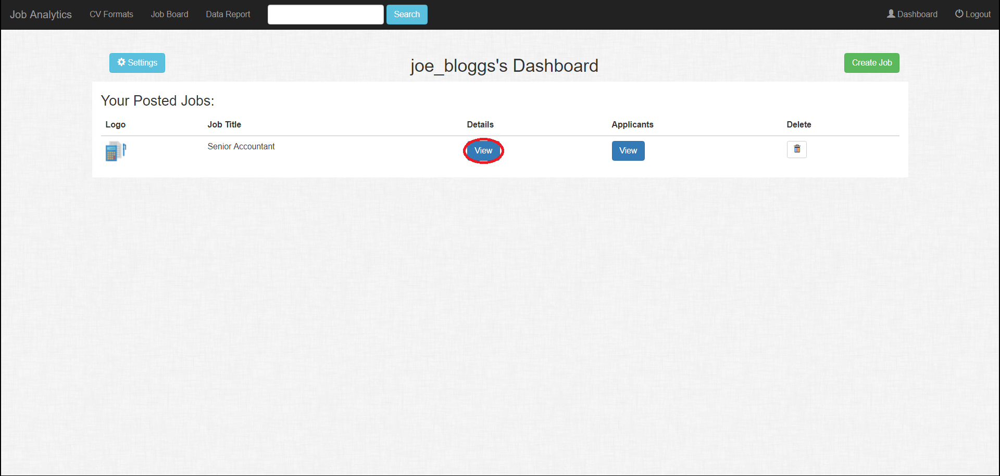 Job Analytics CV Formats Job Board Data Report Search Dashboard Logout
Settings joe_bloggs's Dashboard Create Job
Your Posted Jobs:
Logo Job Title Details Applicants Delete
Senior Accountant View View